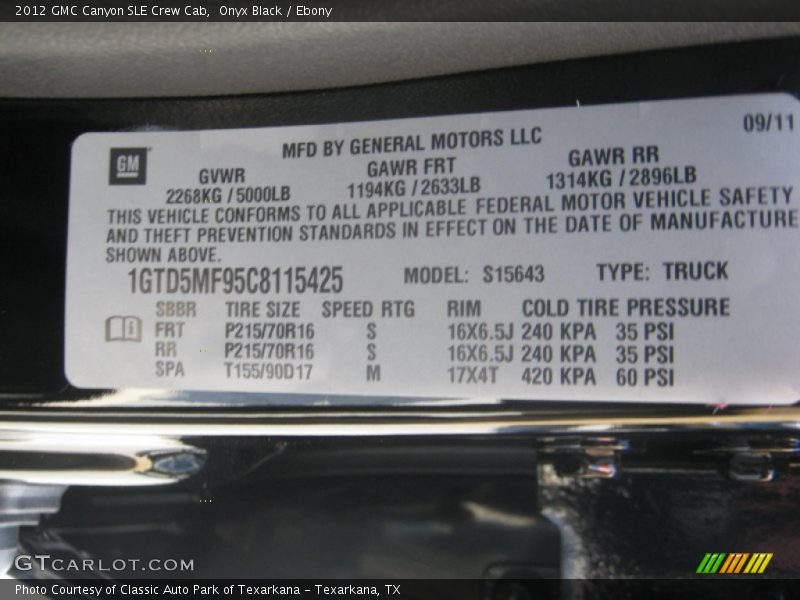 2012 GMC Canyon SLE Crew Cab,  Onyx Black / Ebony
09/11
MFD BY GENERAL MOTORS LLC
GM
GVWR GAWR FRT GAWR RR
2268KG / 5000LB 1194KG / 2633LB 1314KG / 2896LB
THIS VEHICLE CONFORMS TO ALL APPLICABLE FEDERAL MOTOR VEHICLE SAFETY
AND THEFT PREVENTION STANDARDS IN EFFECT ON THE DATE OF MANUFACTURE
SHOWN ABOVE.
1GTD5MF95C8115425 MODEL: S15643 TYPE: TRUCK
SBBR TIRE SIZE SPEED RTG RIM COLD TIRE PRESSURE
FRT P215/70R16 S 16X6.5J 240 KPA 35 PSI
RR P215/70R16 S 16X6.5J 240 KPA 35 PSI
SPA T155/90D17 M 17X4T 420 KPA 60 PSI
GTCARLOT.COM
Photo Courtesy of Classic Auto Park of Texarkana – Texarkana, TX